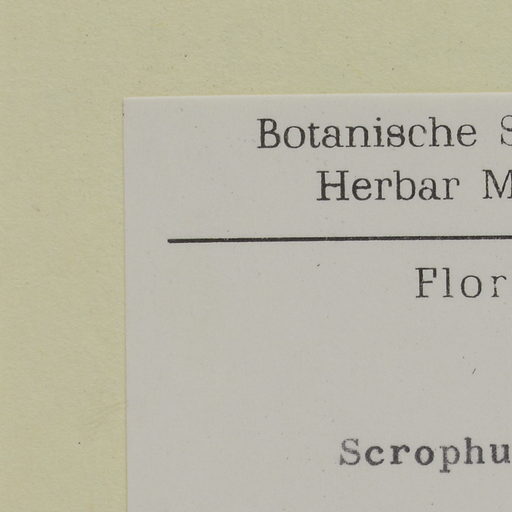 Botanische S
Herbar M
Flor
Scrophu